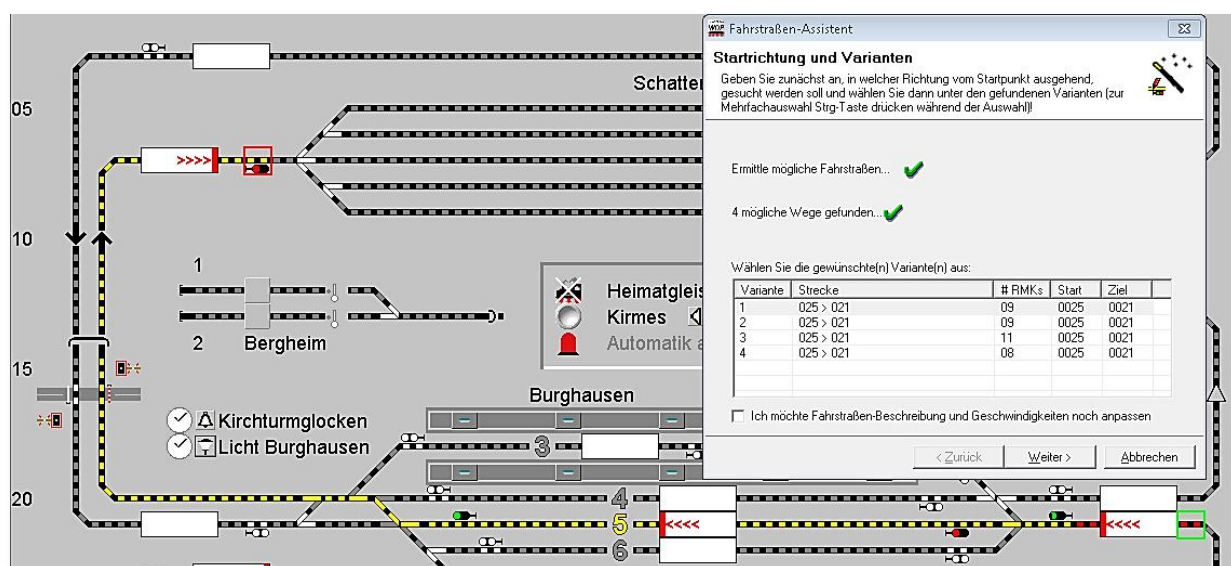 Fahrstraßen-Assistent
Startrichtung und Varianten
Geben Sie zunächst an, in welcher Richtung vom Startpunkt ausgehend,
gesucht werden soll und wählen Sie dann unter den gefundenen Varianten (zur
Mehrfachauswahl Strg-Taste drücken während der Auswahl)!
Ermittle mögliche Fahrstraßen...
4 mögliche Wege gefunden...
Wählen Sie die gewünschte(n) Variante(n) aus:
Variante Strecke # RMKs Start Ziel
1 025 > 021 09 0025 0021
2 025 > 021 09 0025 0021
3 025 > 021 11 0025 0021
4 025 > 021 08 0025 0021
Ich möchte Fahrstraßen-Beschreibung und Geschwindigkeiten noch anpassen
< Zurück Weiter > Abbrechen
Schatte
05
>>>>
10
1
2 Bergheim
Heimatgleis
Kirmes
Automatik a
15
Burghausen
Kirchturmglocken
Licht Burghausen
3
20
4
5 <<<< <<<<
6